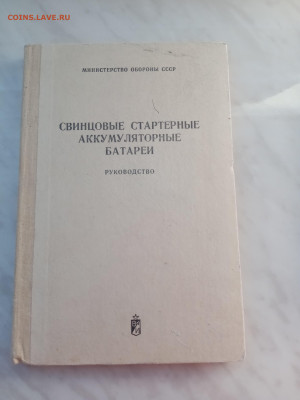 COINS.LAVE.RU
МИНИСТЕРСТВО ОБОРОНЫ СССР
СВИНЦОВЫЕ СТАРТЕРНЫЕ
АККУМУЛЯТОРНЫЕ
БАТАРЕИ
РУКОВОДСТВО